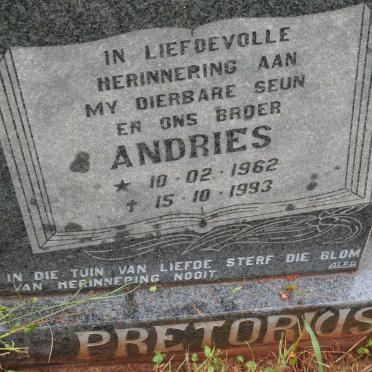 IN LIEFDEVOLLE
HERINNERING AAN
MY DIERBARE SEUN
EN ONS BROER
ANDRIES
★ 10 - 02 - 1962
† 15 - 10 - 1993
IN DIE TUIN VAN LIEFDE STERF DIE BLOM
VAN HERINNERING NOOIT
PRETORIUS